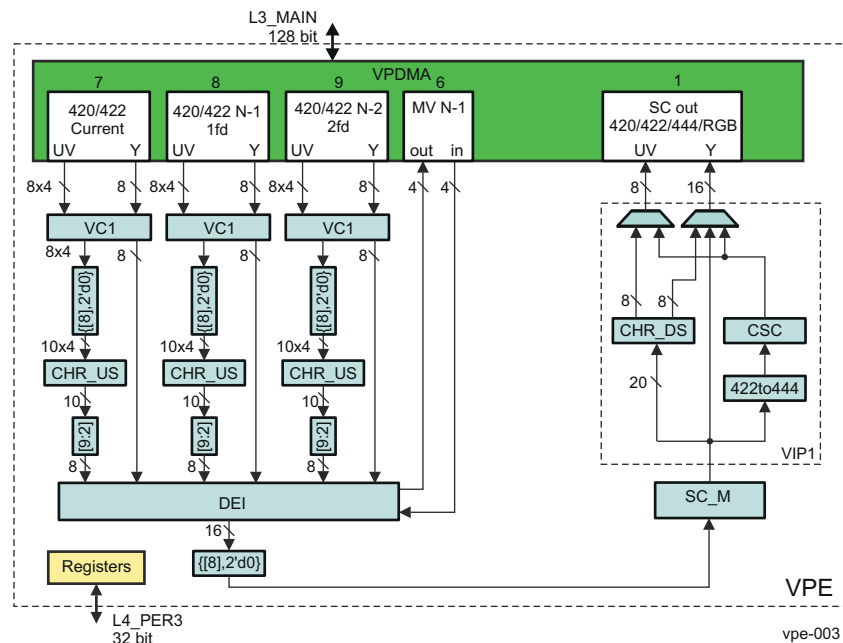 L3_MAIN
128 bit
VPDMA
7
8
9
6
1
420/422
Current
UV Y
420/422 N-1
1fd
UV Y
420/422 N-2
2fd
UV Y
MV N-1
out in
SC out
420/422/444/RGB
UV Y
8x4
8
8x4
8
8x4
8
4
4
8
16
VC1
VC1
VC1
8x4
8
8
8
{[8],2'd0}
{[8],2'd0}
{[8],2'd0}
8
8
10x4
10x4
10x4
CHR_DS
CSC
CHR_US
CHR_US
CHR_US
20
422to444
10
10
10
[9:2]
[9:2]
[9:2]
8
8
8
VIP1
DEI
SC_M
16
{[8],2'd0}
Registers
VPE
L4_PER3
32 bit
vpe-003